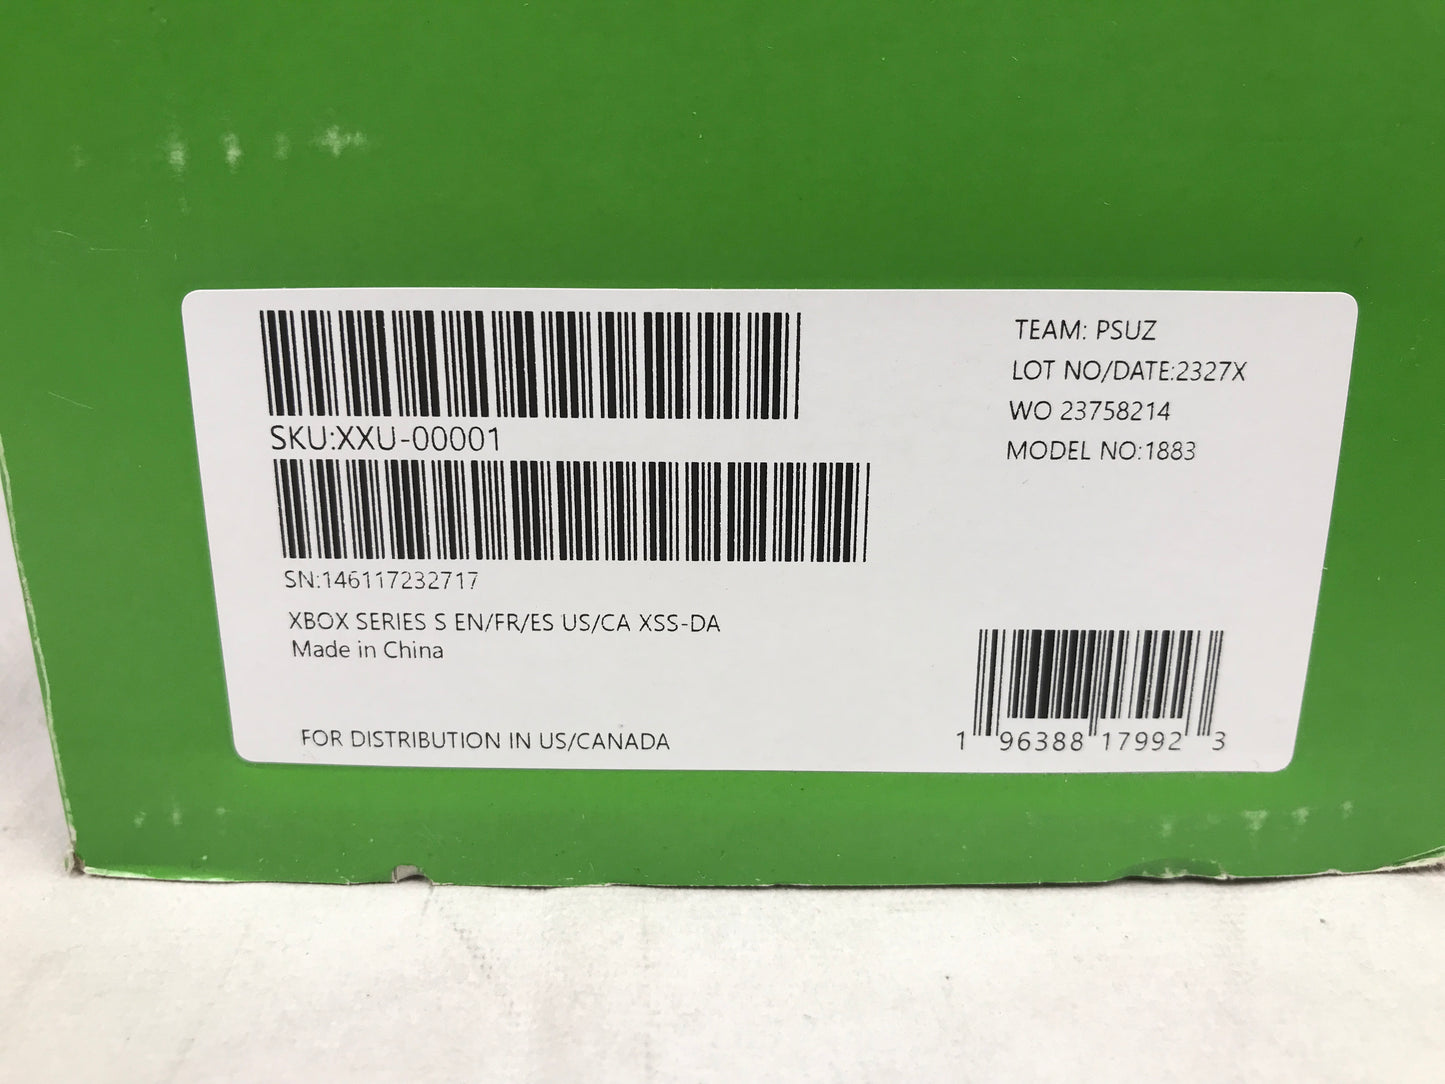 SKU:XXU-00001
SN:146117232717
XBOX SERIES S EN/FR/ES US/CA XSS-DA
Made in China
FOR DISTRIBUTION IN US/CANADA
TEAM: PSUZ
LOT NO/DATE:2327X
WO 23758214
MODEL NO:1883
1 96388 17992 3